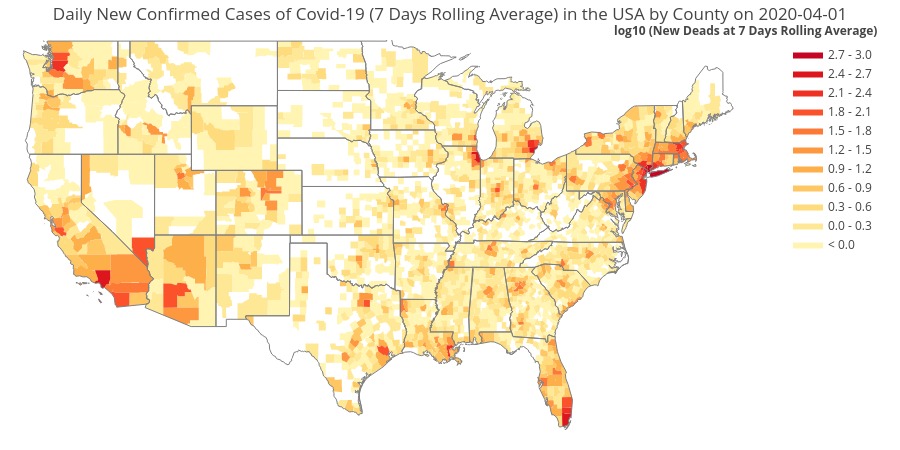 Daily New Confirmed Cases of Covid-19 (7 Days Rolling Average) in the USA by County on 2020-04-01
log10 (New Deads at 7 Days Rolling Average)
2.7 - 3.0
2.4 - 2.7
2.1 - 2.4
1.8 - 2.1
1.5 - 1.8
1.2 - 1.5
0.9 - 1.2
0.6 - 0.9
0.3 - 0.6
0.0 - 0.3
< 0.0